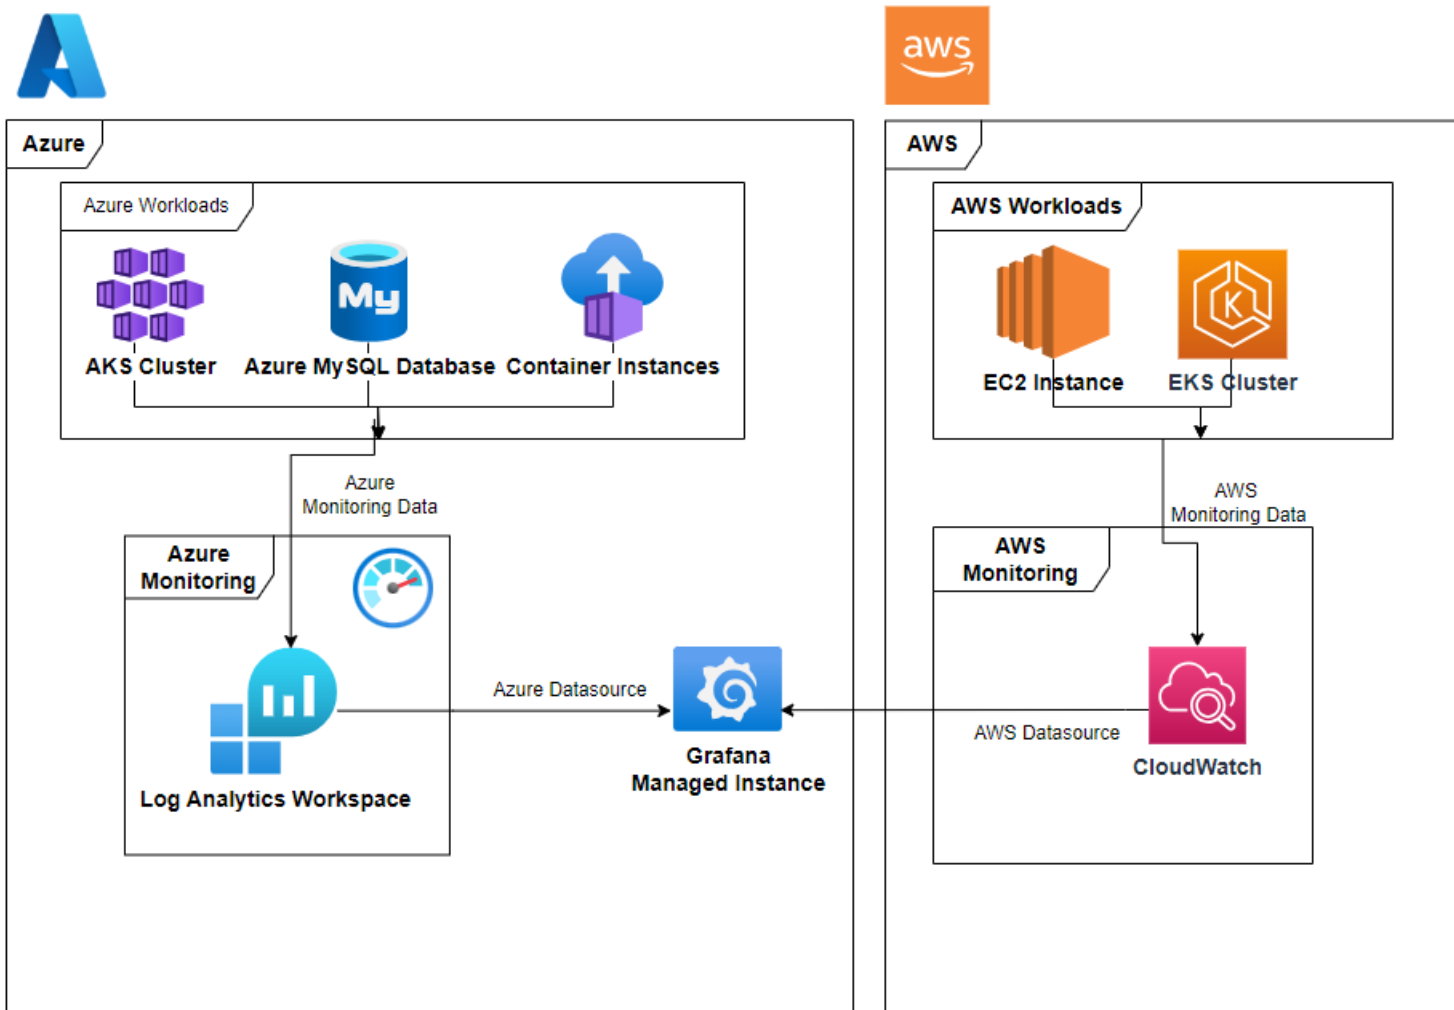 aws
Azure
AWS
Azure Workloads
AWS Workloads
My
AKS Cluster
Azure MySQL Database
Container Instances
K
EC2 Instance
EKS Cluster
Azure
Monitoring Data
AWS
Monitoring Data
Azure
Monitoring
AWS
Monitoring
Azure Datasource
AWS Datasource
Grafana
Managed Instance
CloudWatch
Log Analytics Workspace